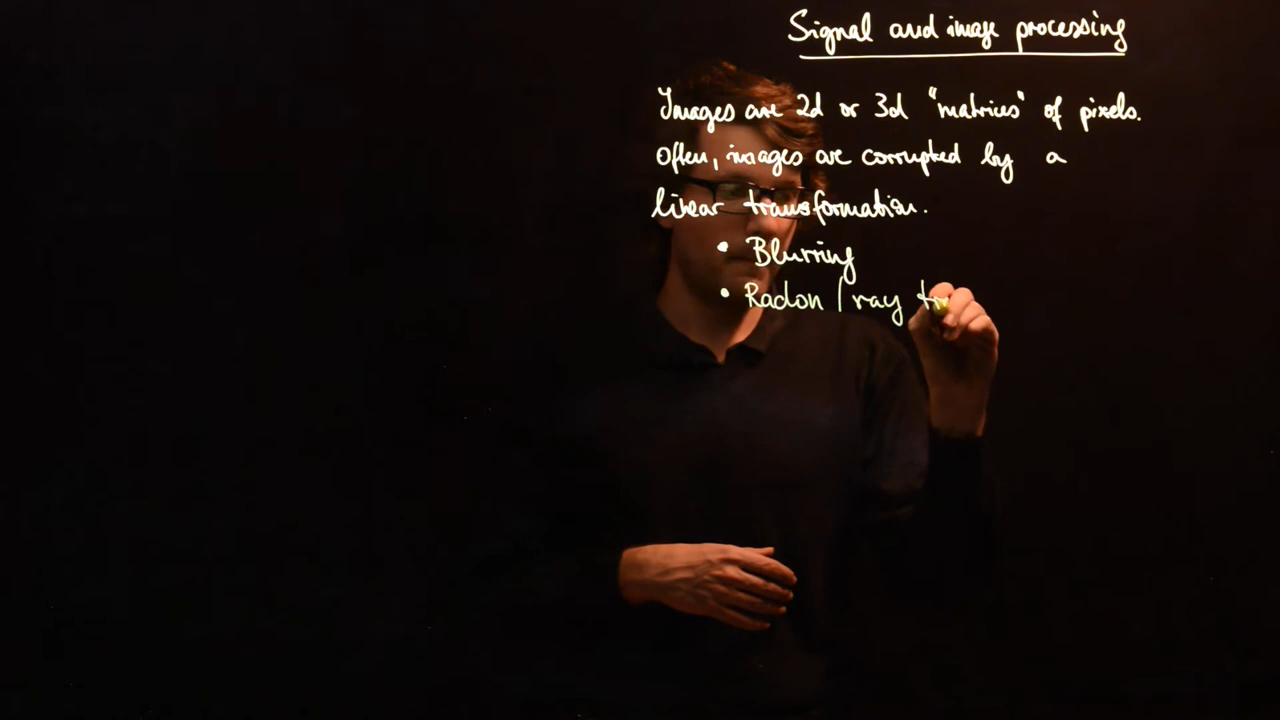 Signal and image processing
Images are 2d or 3d "matrices" of pixels.
Often, images are corrupted by a
linear transformation.
• Blurring
• Radon / ray tr